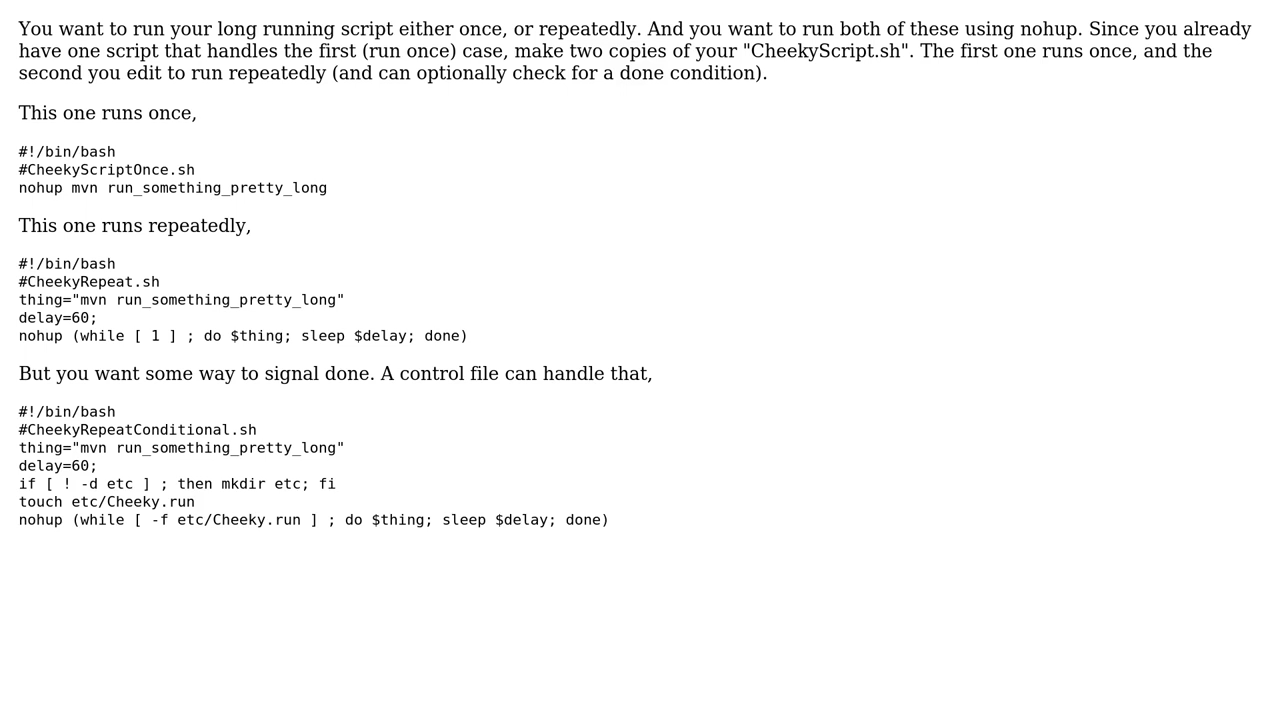 You want to run your long running script either once, or repeatedly. And you want to run both of these using nohup. Since you already
have one script that handles the first (run once) case, make two copies of your "CheekyScript.sh". The first one runs once, and the
second you edit to run repeatedly (and can optionally check for a done condition).
This one runs once,
#!/bin/bash
#CheekyScriptOnce.sh
nohup mvn run_something_pretty_long
This one runs repeatedly,
#!/bin/bash
#CheekyRepeat.sh
thing="mvn run_something_pretty_long"
delay=60;
nohup (while [ 1 ] ; do $thing; sleep $delay; done)
But you want some way to signal done. A control file can handle that,
#!/bin/bash
#CheekyRepeatConditional.sh
thing="mvn run_something_pretty_long"
delay=60;
if [ ! -d etc ] ; then mkdir etc; fi
touch etc/Cheeky.run
nohup (while [ -f etc/Cheeky.run ] ; do $thing; sleep $delay; done)